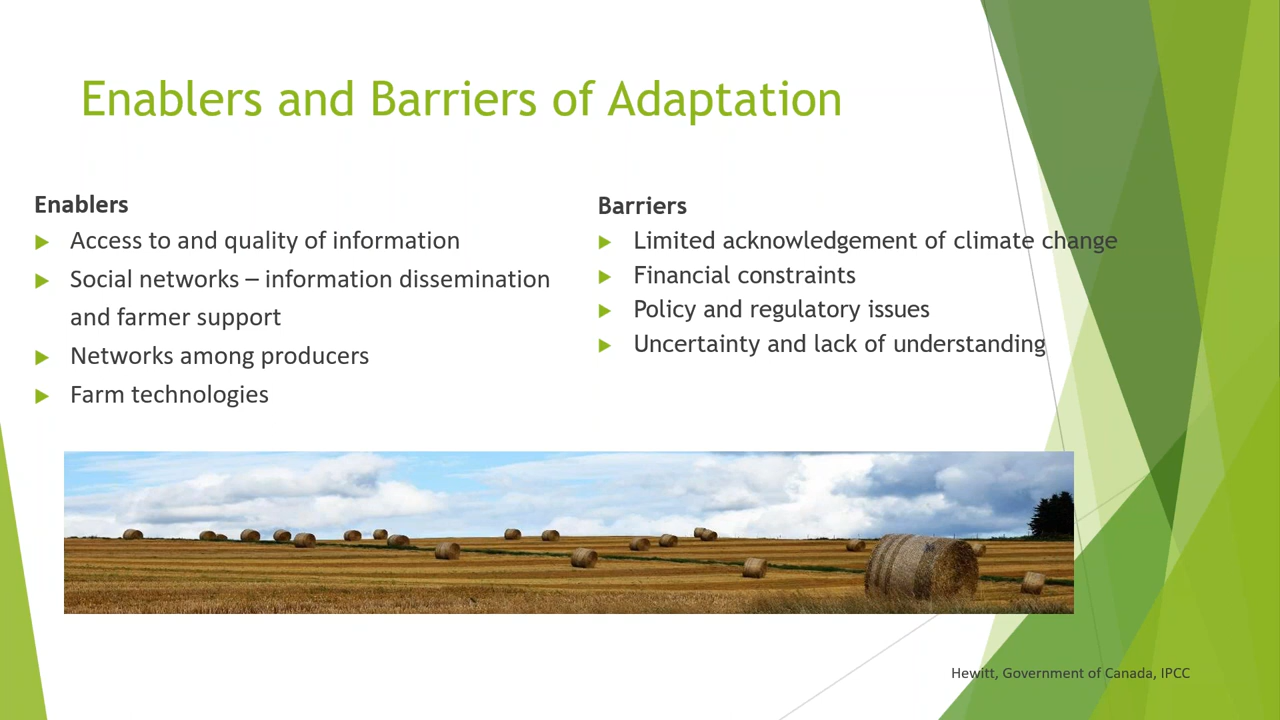 Enablers and Barriers of Adaptation
Enablers
Access to and quality of information
Social networks – information dissemination
and farmer support
Networks among producers
Farm technologies
Barriers
Limited acknowledgement of climate change
Financial constraints
Policy and regulatory issues
Uncertainty and lack of understanding
Hewitt, Government of Canada, IPCC